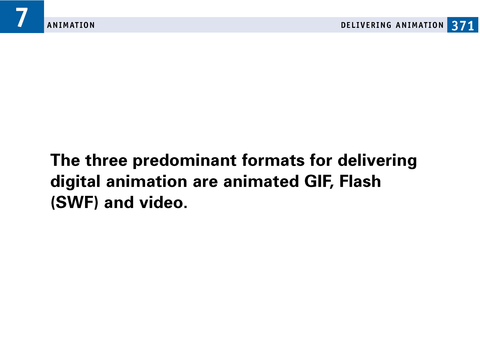 7
ANIMATION
DELIVERING ANIMATION 371
The three predominant formats for delivering
digital animation are animated GIF, Flash
(SWF) and video.